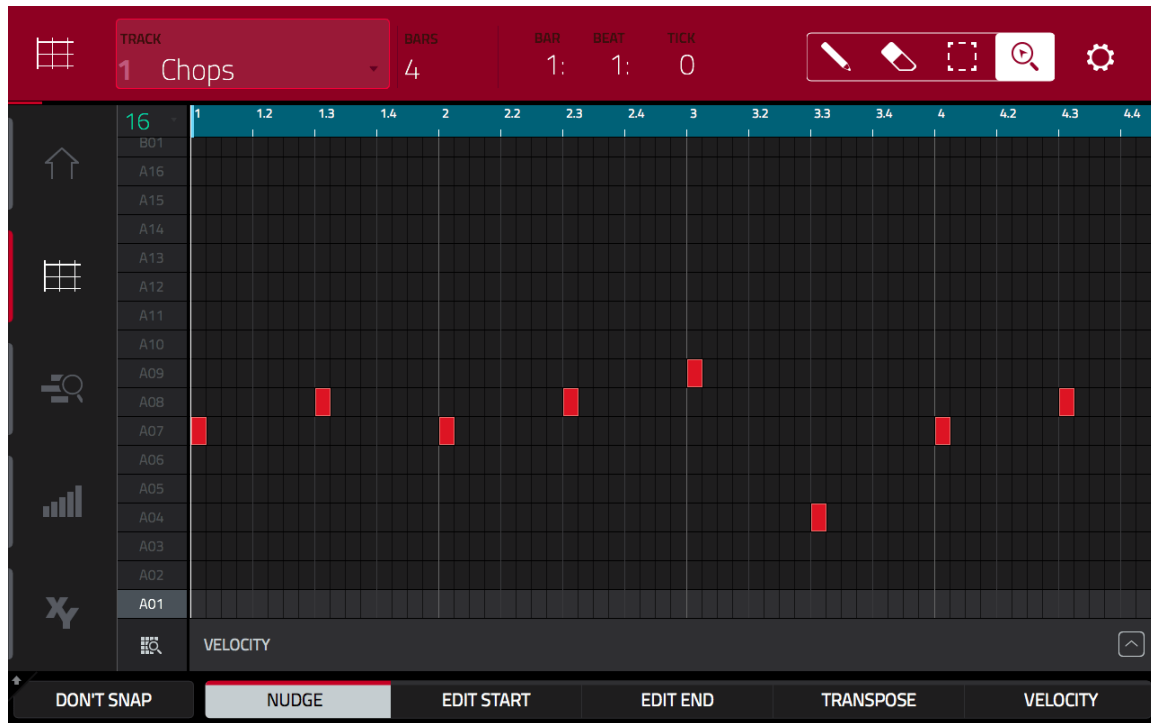 TRACK BARS BAR BEAT TICK
1 Chops 4 1: 1: 0
16 1 1.2 1.3 1.4 2 2.2 2.3 2.4 3 3.2 3.3 3.4 4 4.2 4.3 4.4
B01
A16
A15
A14
A13
A12
A11
A10
A09
A08
A07
A06
A05
A04
A03
A02
A01
XY
VELOCITY
DON'T SNAP NUDGE EDIT START EDIT END TRANSPOSE VELOCITY